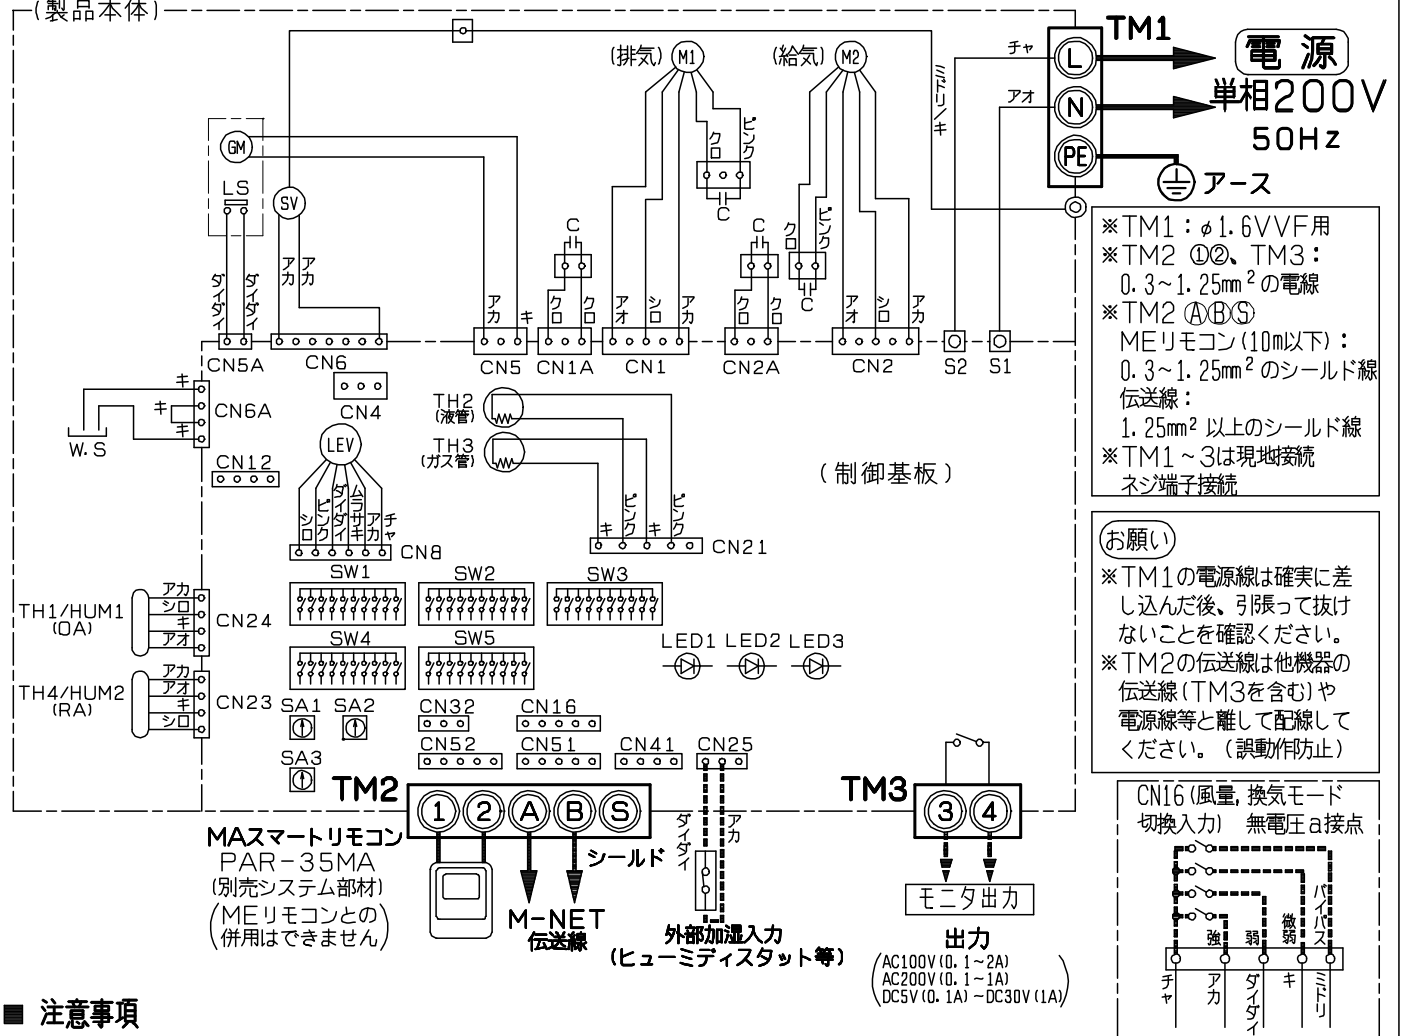 (製品本体)
TM1
L
N
PE
電源
単相200V
50Hz
アース
チャ
アオ
ミドリ/キ
(排気)
M1
(給気)
M2
クロ
ピンク
C
GM
LS
SV
ダイダイ
ダイダイ
アカ
アカ
アカ
キ
C
クロ
クロ
アオ
シロ
アカ
C
クロ
クロ
クロ
ピンク
C
アオ
シロ
アカ
CN5A
CN6
CN5
CN1A
CN1
CN2A
CN2
S2
S1
キ
キ
キ
CN6A
W.S
CN4
CN12
LEV
シロ
ピンク
ダイダイ
ムラサキ
アカ
チャ
CN8
TH2
(液管)
TH3
(ガス管)
キ
ピンク
キ
ピンク
CN21
(制御基板)
SW1
SW2
SW3
SW4
SW5
LED1
LED2
LED3
TH1/HUM1
(OA)
アカ
シロ
キ
アオ
CN24
TH4/HUM2
(RA)
アカ
アオ
キ
シロ
CN23
SA1
SA2
SA3
CN32
CN16
CN52
CN51
CN41
CN25
TM2
1
2
A
B
S
TM3
3
4
MAスマートリモコン
PAR-35MA
(別売システム部材)
(MEリモコンとの
併用はできません)
シールド
M-NET
伝送線
ダイダイ
アカ
外部加湿入力
(ヒューミディスタット等)
モニタ出力
出力
(AC100V(0.1~2A)
AC200V(0.1~1A)
DC5V(0.1A)~DC30V(1A))
※TM1：φ1.6VVF用
※TM2 ①②、TM3：
0.3~1.25mm²の電線
※TM2 ⒶⒷⓈ
MEリモコン(10m以下)：
0.3~1.25mm²のシールド線
伝送線：
1.25mm²以上のシールド線
※TM1~3は現地接続
ネジ端子接続
お願い
※TM1の電源線は確実に差
し込んだ後、引張って抜け
ないことを確認ください。
※TM2の伝送線は他機器の
伝送線(TM3を含む)や
電源線等と離して配線して
ください。(誤動作防止)
CN16(風量,換気モード
切換入力) 無電圧a接点
強
弱
微弱
バイパス
チャ
アカ
ダイダイ
キ
ミドリ
■ 注意事項